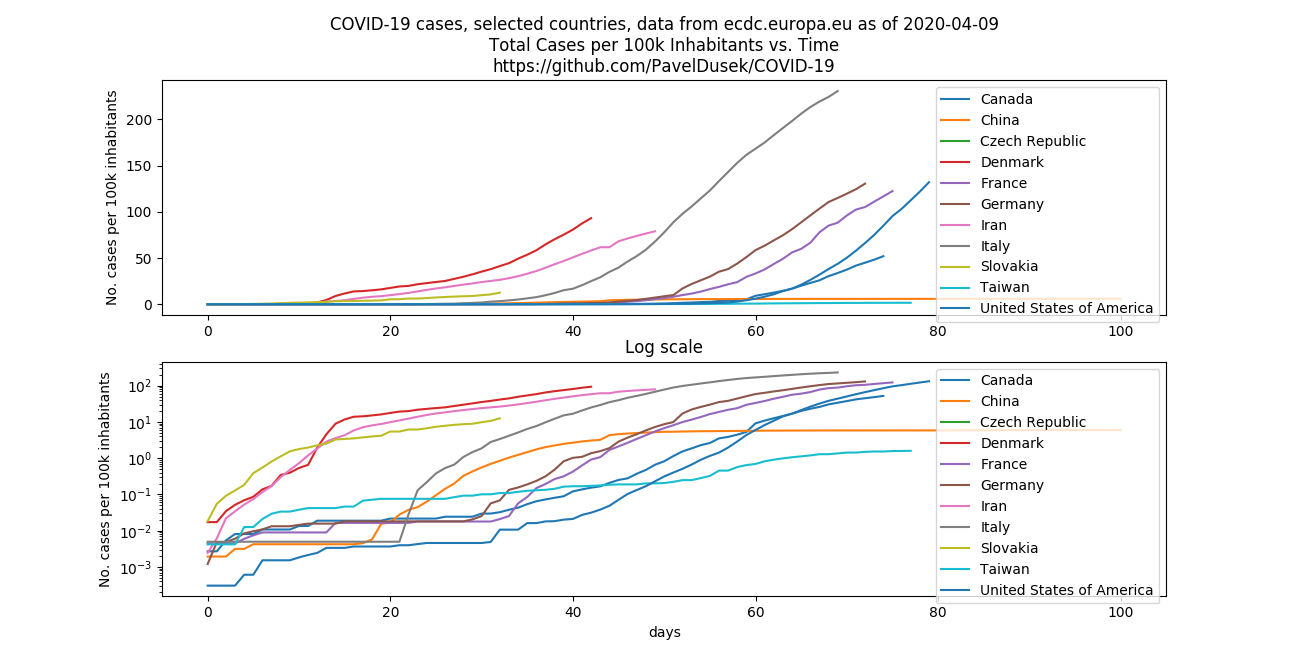 COVID-19 cases, selected countries, data from ecdc.europa.eu as of 2020-04-09
Total Cases per 100k Inhabitants vs. Time
https://github.com/PavelDusek/COVID-19
No. cases per 100k inhabitants
200
150
100
50
0
0 20 40 60 80 100
Canada
China
Czech Republic
Denmark
France
Germany
Iran
Italy
Slovakia
Taiwan
United States of America
Log scale
No. cases per 100k inhabitants
10²
10¹
10⁰
10⁻¹
10⁻²
10⁻³
0 20 40 60 80 100
days
Canada
China
Czech Republic
Denmark
France
Germany
Iran
Italy
Slovakia
Taiwan
United States of America